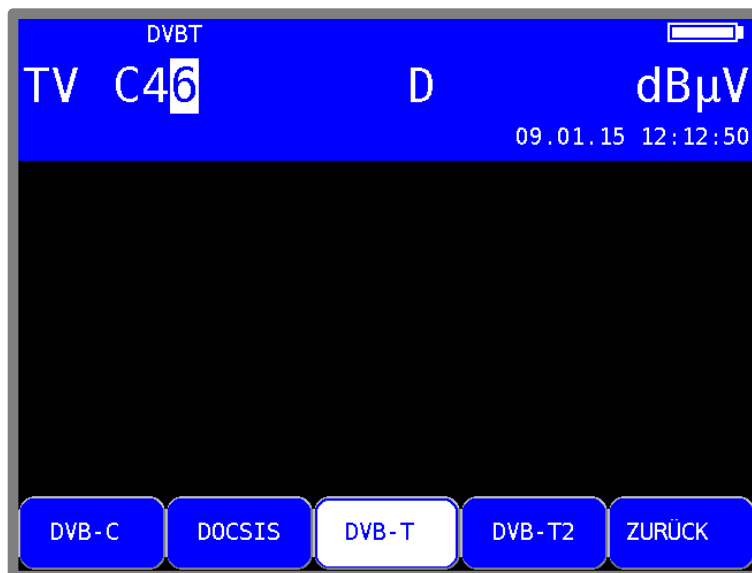 DVBT
TV C46 D dBµV
09.01.15 12:12:50
DVB-C DOCSIS DVB-T DVB-T2 ZURÜCK